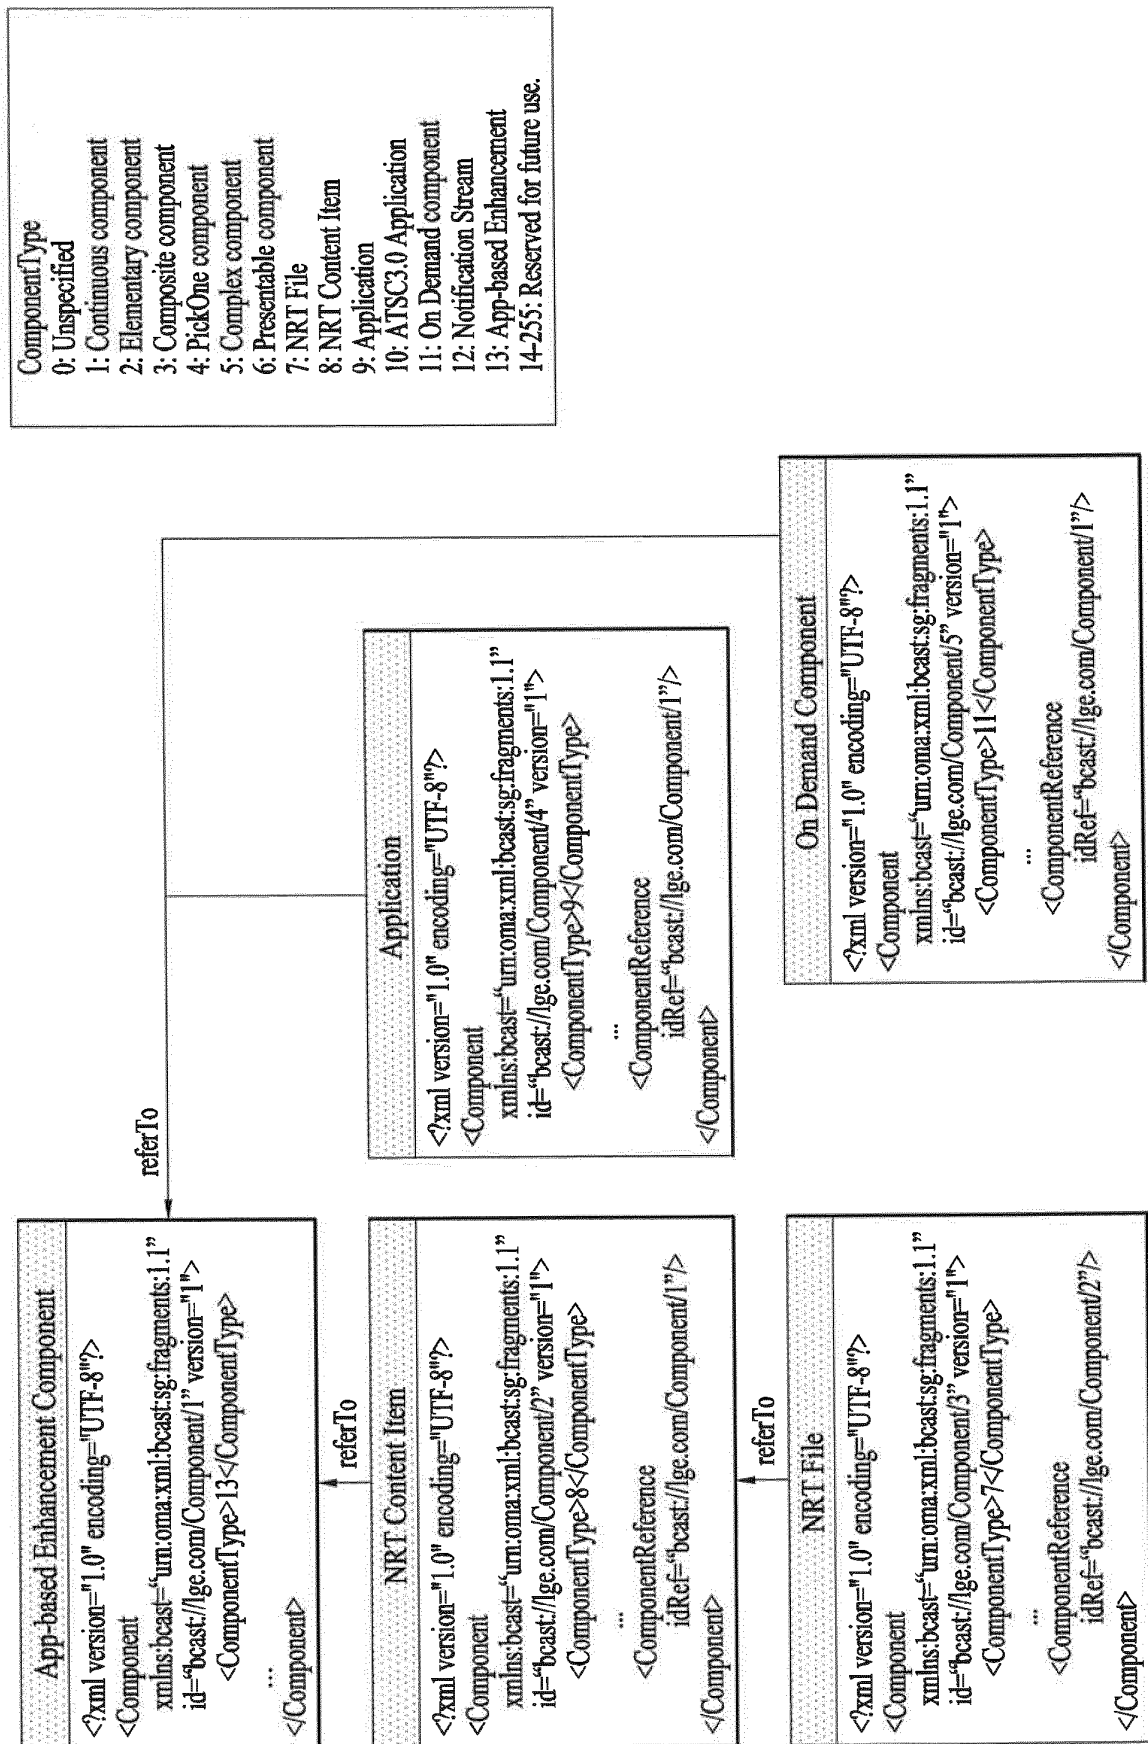 App-based Enhancement Component
<?xml version="1.0" encoding="UTF-8"?>
<Component
xmlns:bcast=“urn:oma:xml:bcast:sg:fragments:1.1”
id=“bcast://lge.com/Component/1” version="1">
<ComponentType>13</ComponentType>
...
</Component>
referTo
referTo
NRT Content Item
<?xml version="1.0" encoding="UTF-8"?>
<Component
xmlns:bcast=“urn:oma:xml:bcast:sg:fragments:1.1”
id=“bcast://lge.com/Component/2” version="1">
<ComponentType>8</ComponentType>
...
<ComponentReference
idRef=“bcast://lge.com/Component/1”/>
</Component>
referTo
NRT File
<?xml version="1.0" encoding="UTF-8"?>
<Component
xmlns:bcast=“urn:oma:xml:bcast:sg:fragments:1.1”
id=“bcast://lge.com/Component/3” version="1">
<ComponentType>7</ComponentType>
...
<ComponentReference
idRef=“bcast://lge.com/Component/2”/>
</Component>
Application
<?xml version="1.0" encoding="UTF-8"?>
<Component
xmlns:bcast=“urn:oma:xml:bcast:sg:fragments:1.1”
id=“bcast://lge.com/Component/4” version="1">
<ComponentType>9</ComponentType>
...
<ComponentReference
idRef=“bcast://lge.com/Component/1”/>
</Component>
On Demand Component
<?xml version="1.0" encoding="UTF-8"?>
<Component
xmlns:bcast=“urn:oma:xml:bcast:sg:fragments:1.1”
id=“bcast://lge.com/Component/5” version="1">
<ComponentType>11</ComponentType>
...
<ComponentReference
idRef=“bcast://lge.com/Component/1”/>
</Component>
ComponentType
0: Unspecified
1: Continuous component
2: Elementary component
3: Composite component
4: PickOne component
5: Complex component
6: Presentable component
7: NRT File
8: NRT Content Item
9: Application
10: ATSC3.0 Application
11: On Demand component
12: Notification Stream
13: App-based Enhancement
14-255: Reserved for future use.